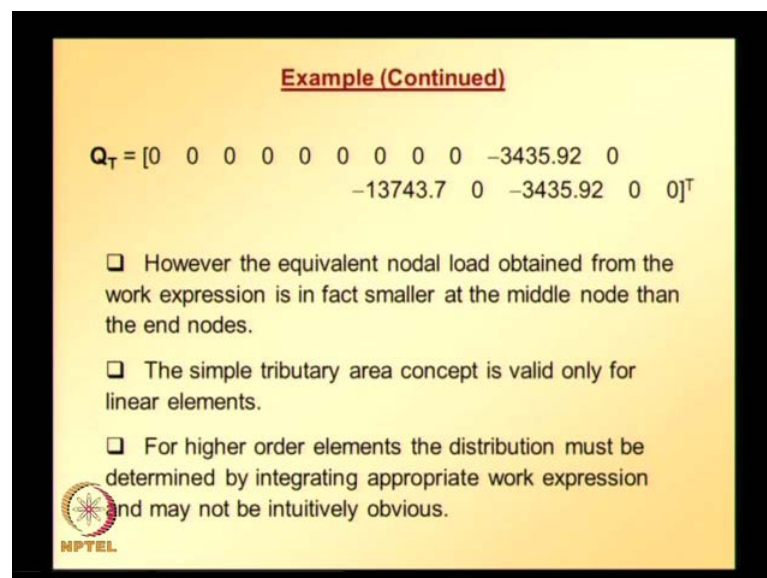 Example (Continued)
Q_T = [0 0 0 0 0 0 0 0 0 −3435.92 0
−13743.7 0 −3435.92 0 0]^T
❑ However the equivalent nodal load obtained from the
work expression is in fact smaller at the middle node than
the end nodes.
❑ The simple tributary area concept is valid only for
linear elements.
❑ For higher order elements the distribution must be
determined by integrating appropriate work expression
and may not be intuitively obvious.
NPTEL